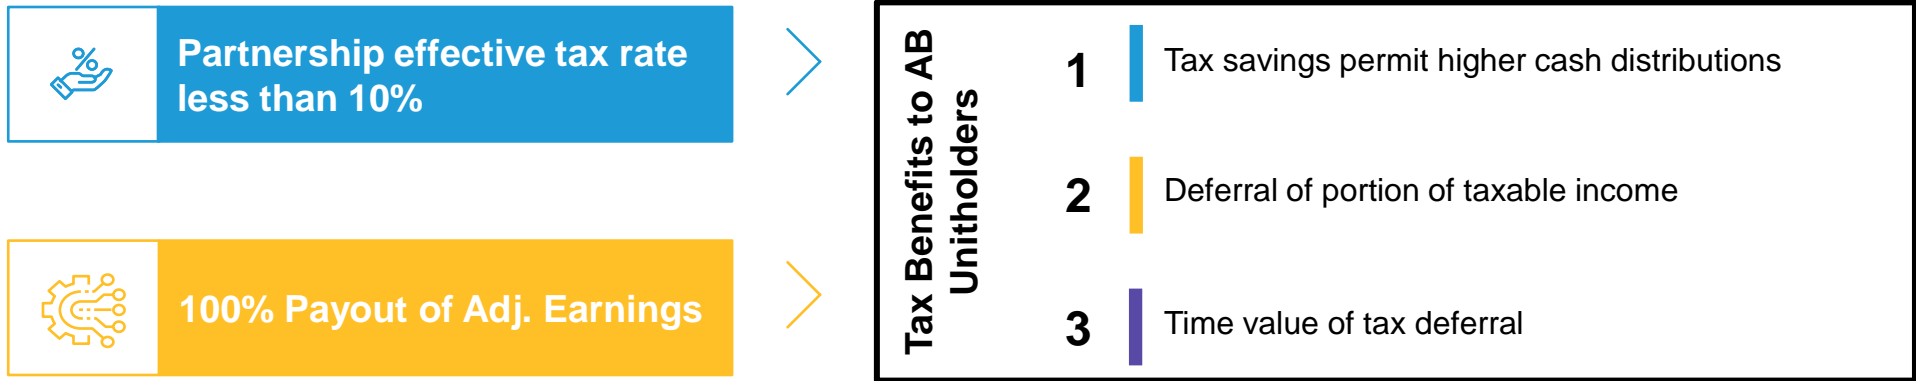 Partnership effective tax rate
less than 10%
100% Payout of Adj. Earnings
Tax Benefits to AB
Unitholders
1
Tax savings permit higher cash distributions
2
Deferral of portion of taxable income
3
Time value of tax deferral